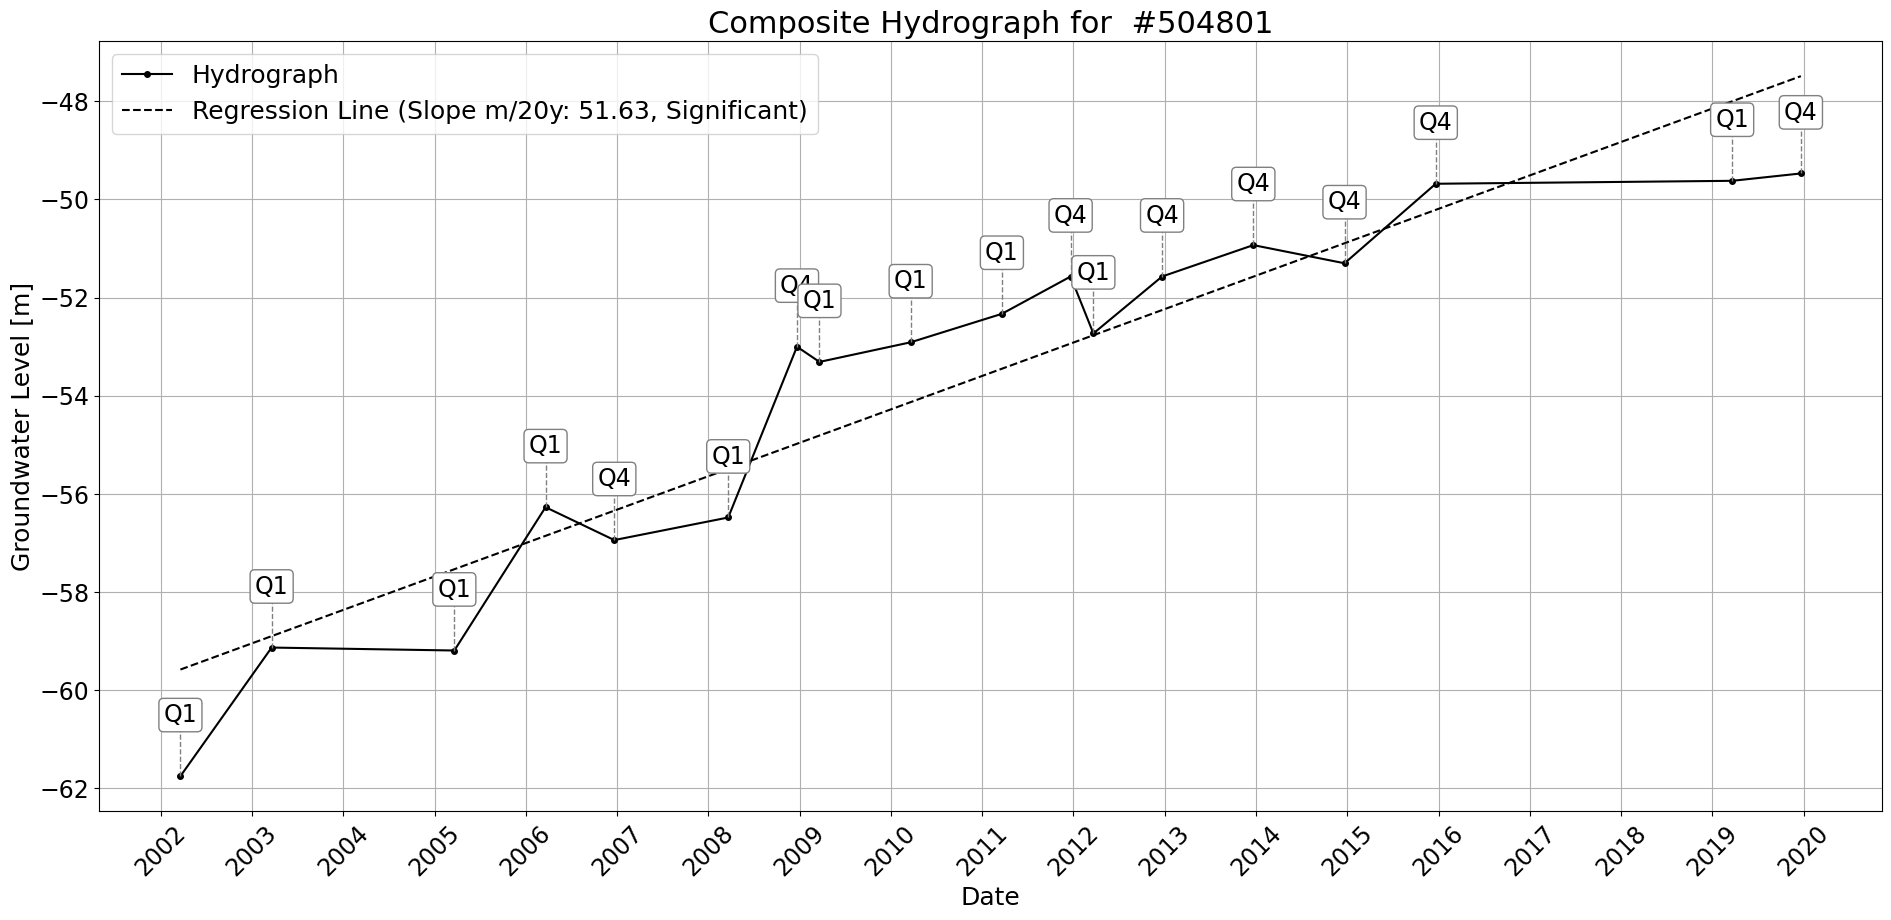 Composite Hydrograph for  #504801
Hydrograph
Regression Line (Slope m/20y: 51.63, Significant)
Groundwater Level [m]
−48
−50
−52
−54
−56
−58
−60
−62
Q1
Q1
Q1
Q1
Q4
Q1
Q4
Q1
Q1
Q1
Q4
Q1
Q4
Q4
Q4
Q4
Q1
Q4
2002
2003
2004
2005
2006
2007
2008
2009
2010
2011
2012
2013
2014
2015
2016
2017
2018
2019
2020
Date